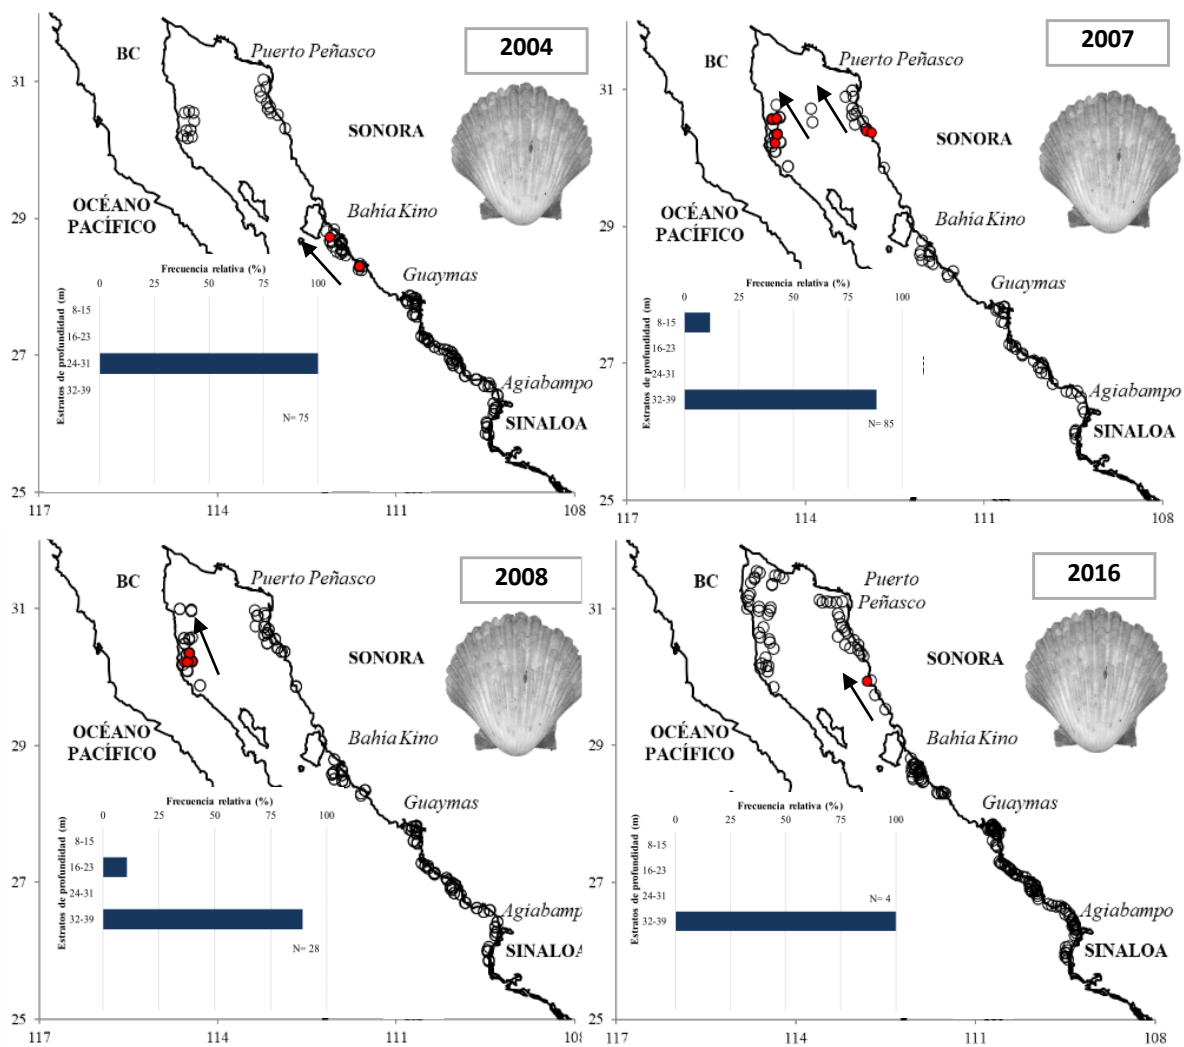 2004
BC
Puerto Peñasco
31
SONORA
OCÉANO
PACÍFICO
29
Bahía Kino
Frecuencia relativa (%)
0 25 50 75 100
Guaymas
Estratos de profundidad (m)
8-15
16-23
24-31
32-39
27
Agiabampo
N= 75
SINALOA
25
117 114 111 108
2007
BC
Puerto Peñasco
31
SONORA
OCÉANO
PACÍFICO
29
Bahía Kino
Frecuencia relativa (%)
0 25 50 75 100
Guaymas
Estratos de profundidad (m)
8-15
16-23
24-31
32-39
27
Agiabampo
N= 85
SINALOA
25
117 114 111 108
2008
BC
Puerto Peñasco
31
SONORA
OCÉANO
PACÍFICO
29
Bahía Kino
Frecuencia relativa (%)
0 25 50 75 100
Guaymas
Estratos de profundidad (m)
8-15
16-23
24-31
32-39
27
Agiabamp
N= 28
SINALOA
25
117 114 111 108
2016
BC
Puerto
Peñasco
31
SONORA
OCÉANO
PACÍFICO
29
Bahía Kino
Frecuencia relativa (%)
0 25 50 75 100
Guaymas
Estratos de profundidad (m)
8-15
16-23
24-31
32-39
27
N= 4
Agiabampo
SINALOA
25
117 114 111 108